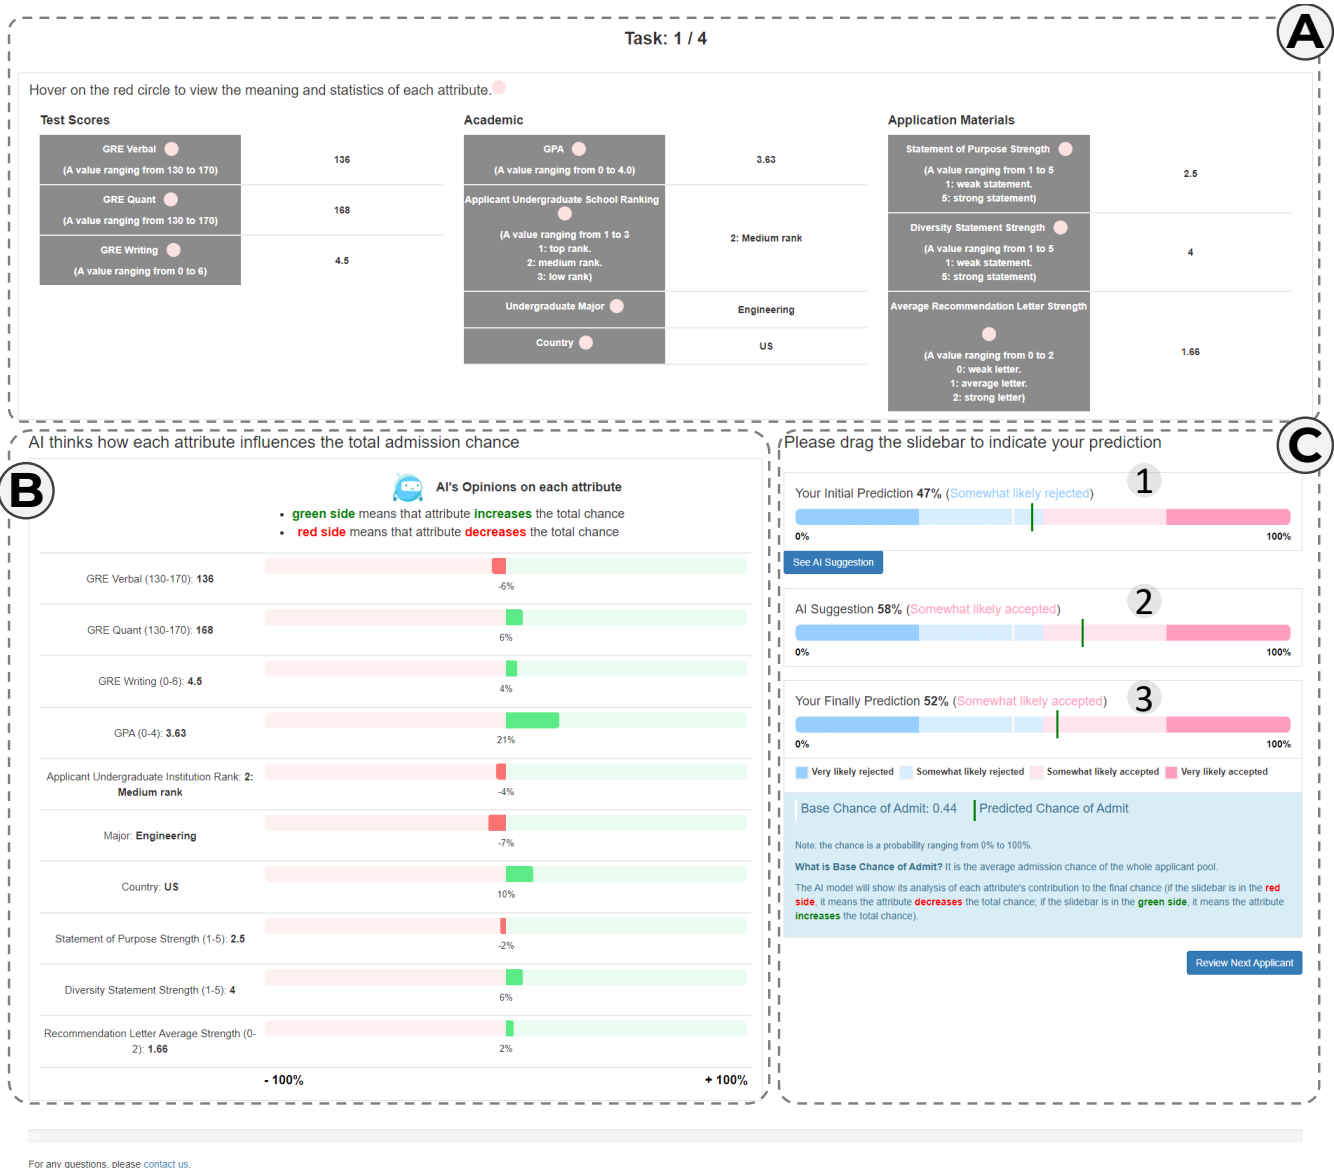 A
Task: 1 / 4
Hover on the red circle to view the meaning and statistics of each attribute.
Test Scores
GRE Verbal
(A value ranging from 130 to 170)
136
GRE Quant
(A value ranging from 130 to 170)
168
GRE Writing
(A value ranging from 0 to 6)
4.5
Academic
GPA
(A value ranging from 0 to 4.0)
3.63
Applicant Undergraduate School Ranking
(A value ranging from 1 to 3
1: top rank.
2: medium rank.
3: low rank)
2: Medium rank
Undergraduate Major
Engineering
Country
US
Application Materials
Statement of Purpose Strength
(A value ranging from 1 to 5
1: weak statement.
5: strong statement)
2.5
Diversity Statement Strength
(A value ranging from 1 to 5
1: weak statement.
5: strong statement)
4
Average Recommendation Letter Strength
(A value ranging from 0 to 2
0: weak letter.
1: average letter.
2: strong letter)
1.66
B
AI thinks how each attribute influences the total admission chance
AI's Opinions on each attribute
• green side means that attribute increases the total chance
• red side means that attribute decreases the total chance
GRE Verbal (130-170): 136
-6%
GRE Quant (130-170): 168
6%
GRE Writing (0-6): 4.5
4%
GPA (0-4): 3.63
21%
Applicant Undergraduate Institution Rank: 2:
Medium rank
-4%
Major: Engineering
-7%
Country: US
10%
Statement of Purpose Strength (1-5): 2.5
-2%
Diversity Statement Strength (1-5): 4
6%
Recommendation Letter Average Strength (0-
2): 1.66
2%
- 100%
+ 100%
C
Please drag the slidebar to indicate your prediction
Your Initial Prediction 47% (Somewhat likely rejected)
1
0%
100%
See AI Suggestion
AI Suggestion 58% (Somewhat likely accepted)
2
0%
100%
Your Finally Prediction 52% (Somewhat likely accepted)
3
0%
100%
Very likely rejected
Somewhat likely rejected
Somewhat likely accepted
Very likely accepted
Base Chance of Admit: 0.44
Predicted Chance of Admit
Note: the chance is a probability ranging from 0% to 100%.
What is Base Chance of Admit? It is the average admission chance of the whole applicant pool.
The AI model will show its analysis of each attribute's contribution to the final chance (if the slidebar is in the red
side, it means the attribute decreases the total chance; if the slidebar is in the green side, it means the attribute
increases the total chance).
Review Next Applicant
For any questions, please contact us.